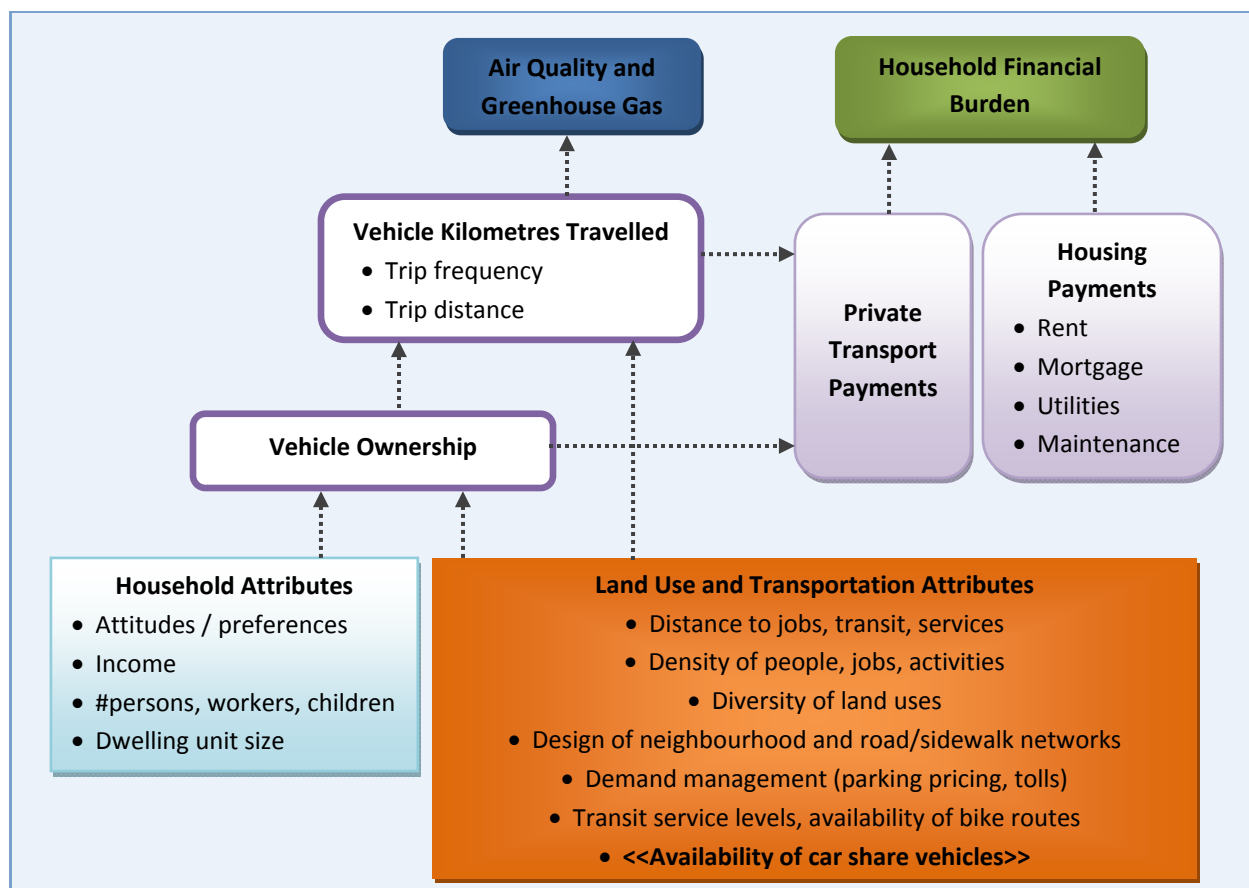 Air Quality and
Greenhouse Gas
Household Financial
Burden
Vehicle Kilometres Travelled
• Trip frequency
• Trip distance
Private
Transport
Payments
Housing
Payments
• Rent
• Mortgage
• Utilities
• Maintenance
Vehicle Ownership
Household Attributes
• Attitudes / preferences
• Income
• #persons, workers, children
• Dwelling unit size
Land Use and Transportation Attributes
• Distance to jobs, transit, services
• Density of people, jobs, activities
• Diversity of land uses
• Design of neighbourhood and road/sidewalk networks
• Demand management (parking pricing, tolls)
• Transit service levels, availability of bike routes
• <<Availability of car share vehicles>>